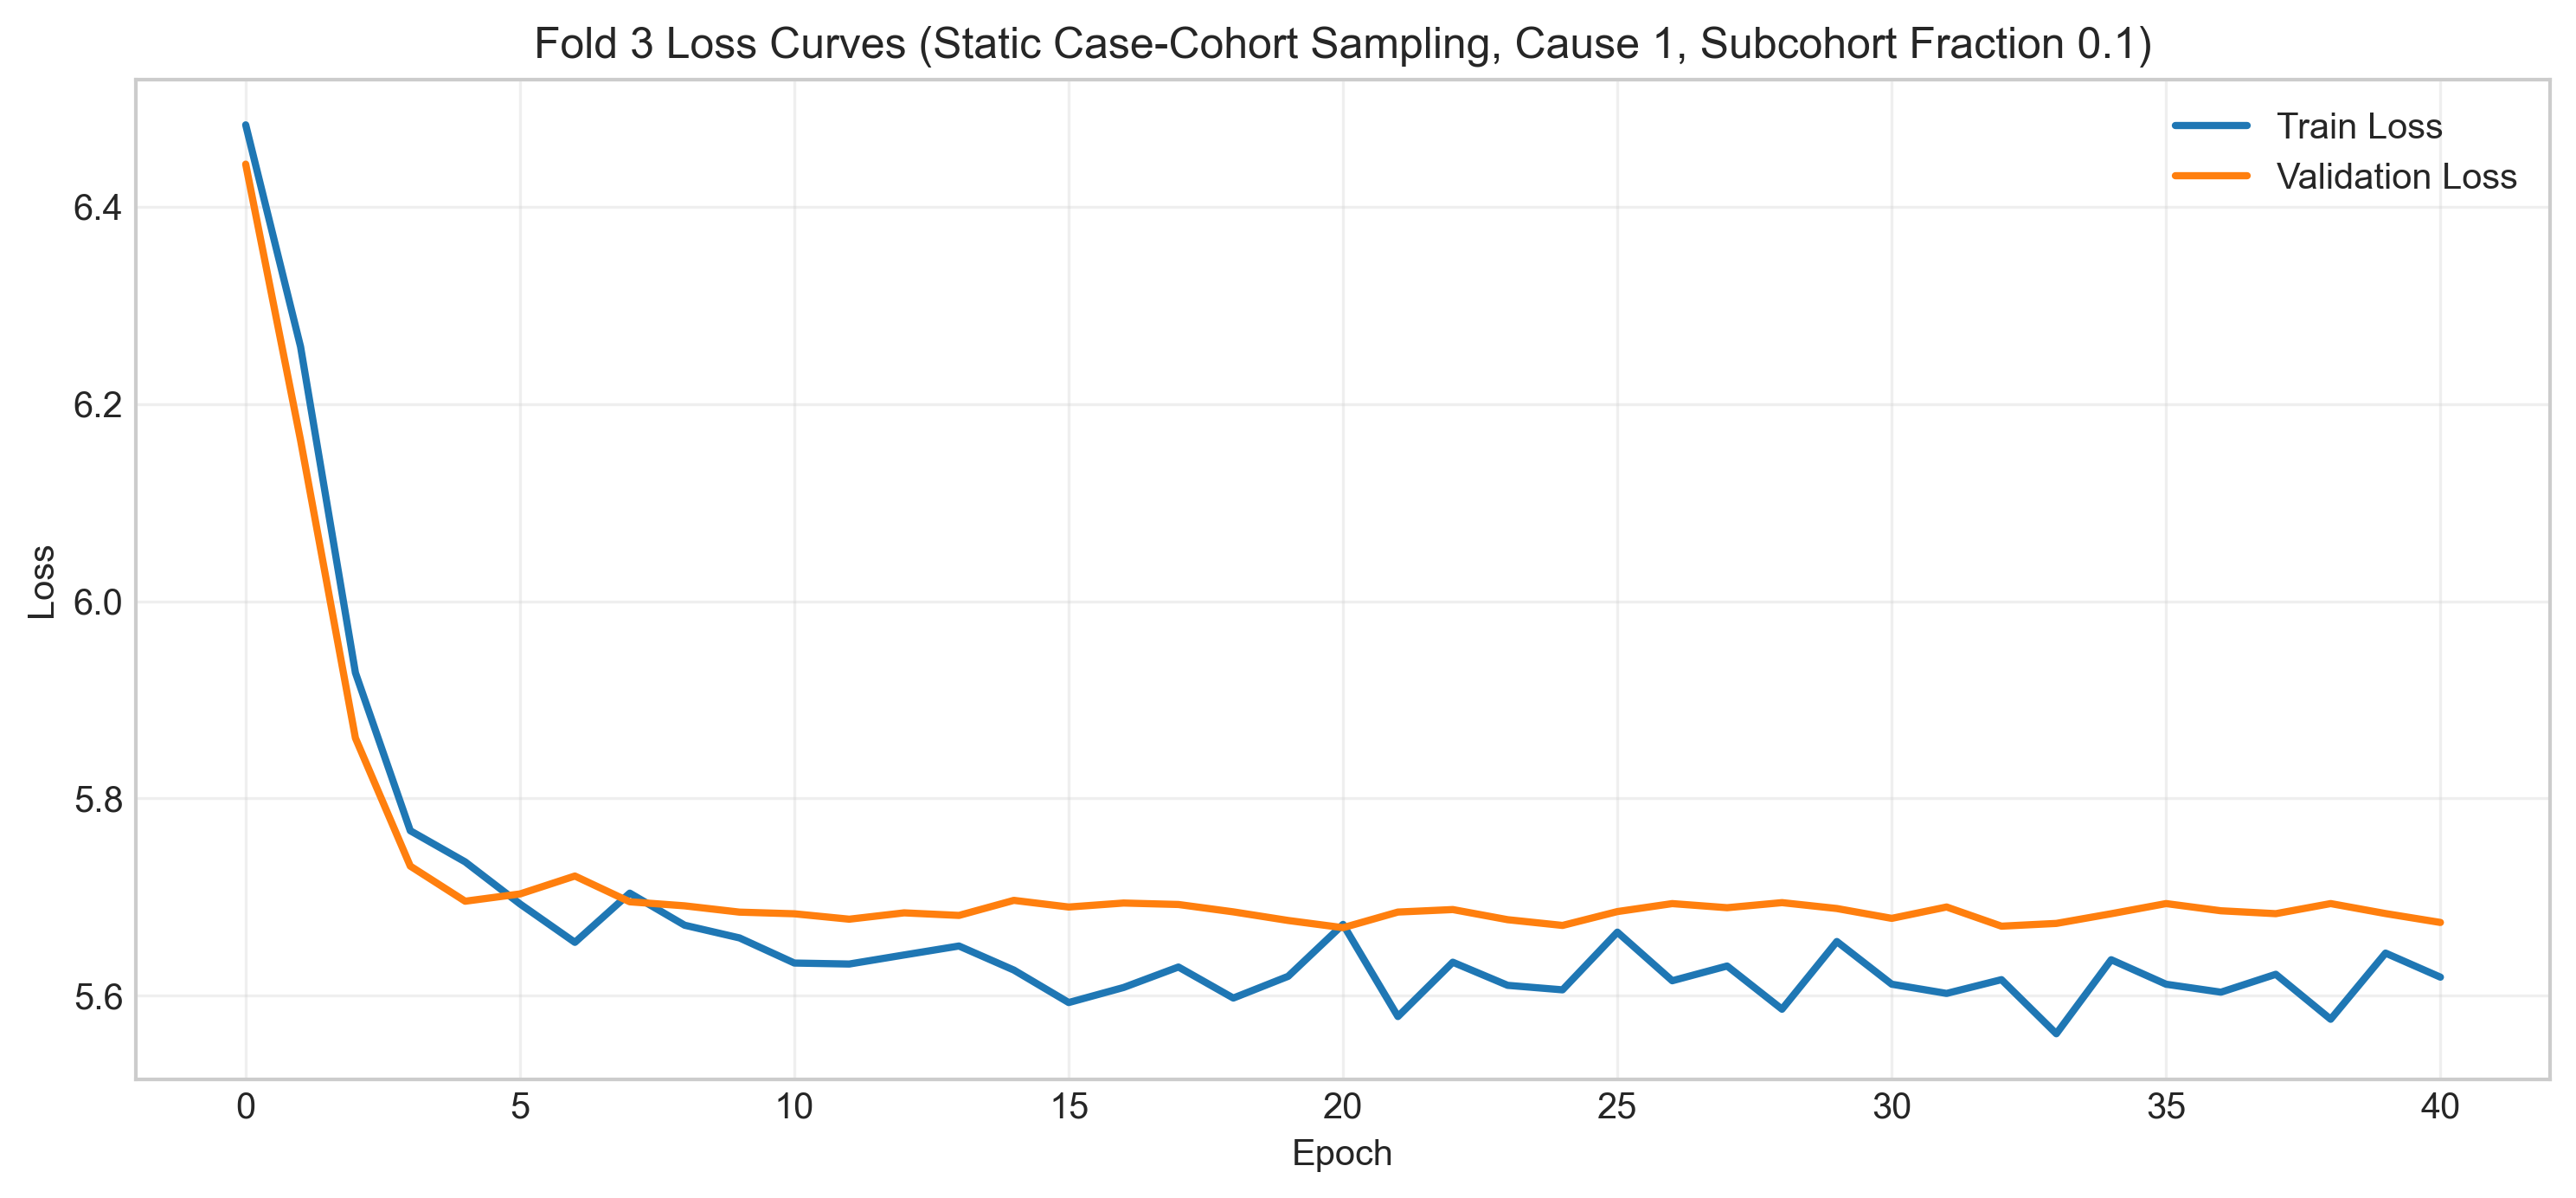 Fold 3 Loss Curves (Static Case-Cohort Sampling, Cause 1, Subcohort Fraction 0.1)
Train Loss
Validation Loss
Loss
6.4
6.2
6.0
5.8
5.6
0 5 10 15 20 25 30 35 40
Epoch